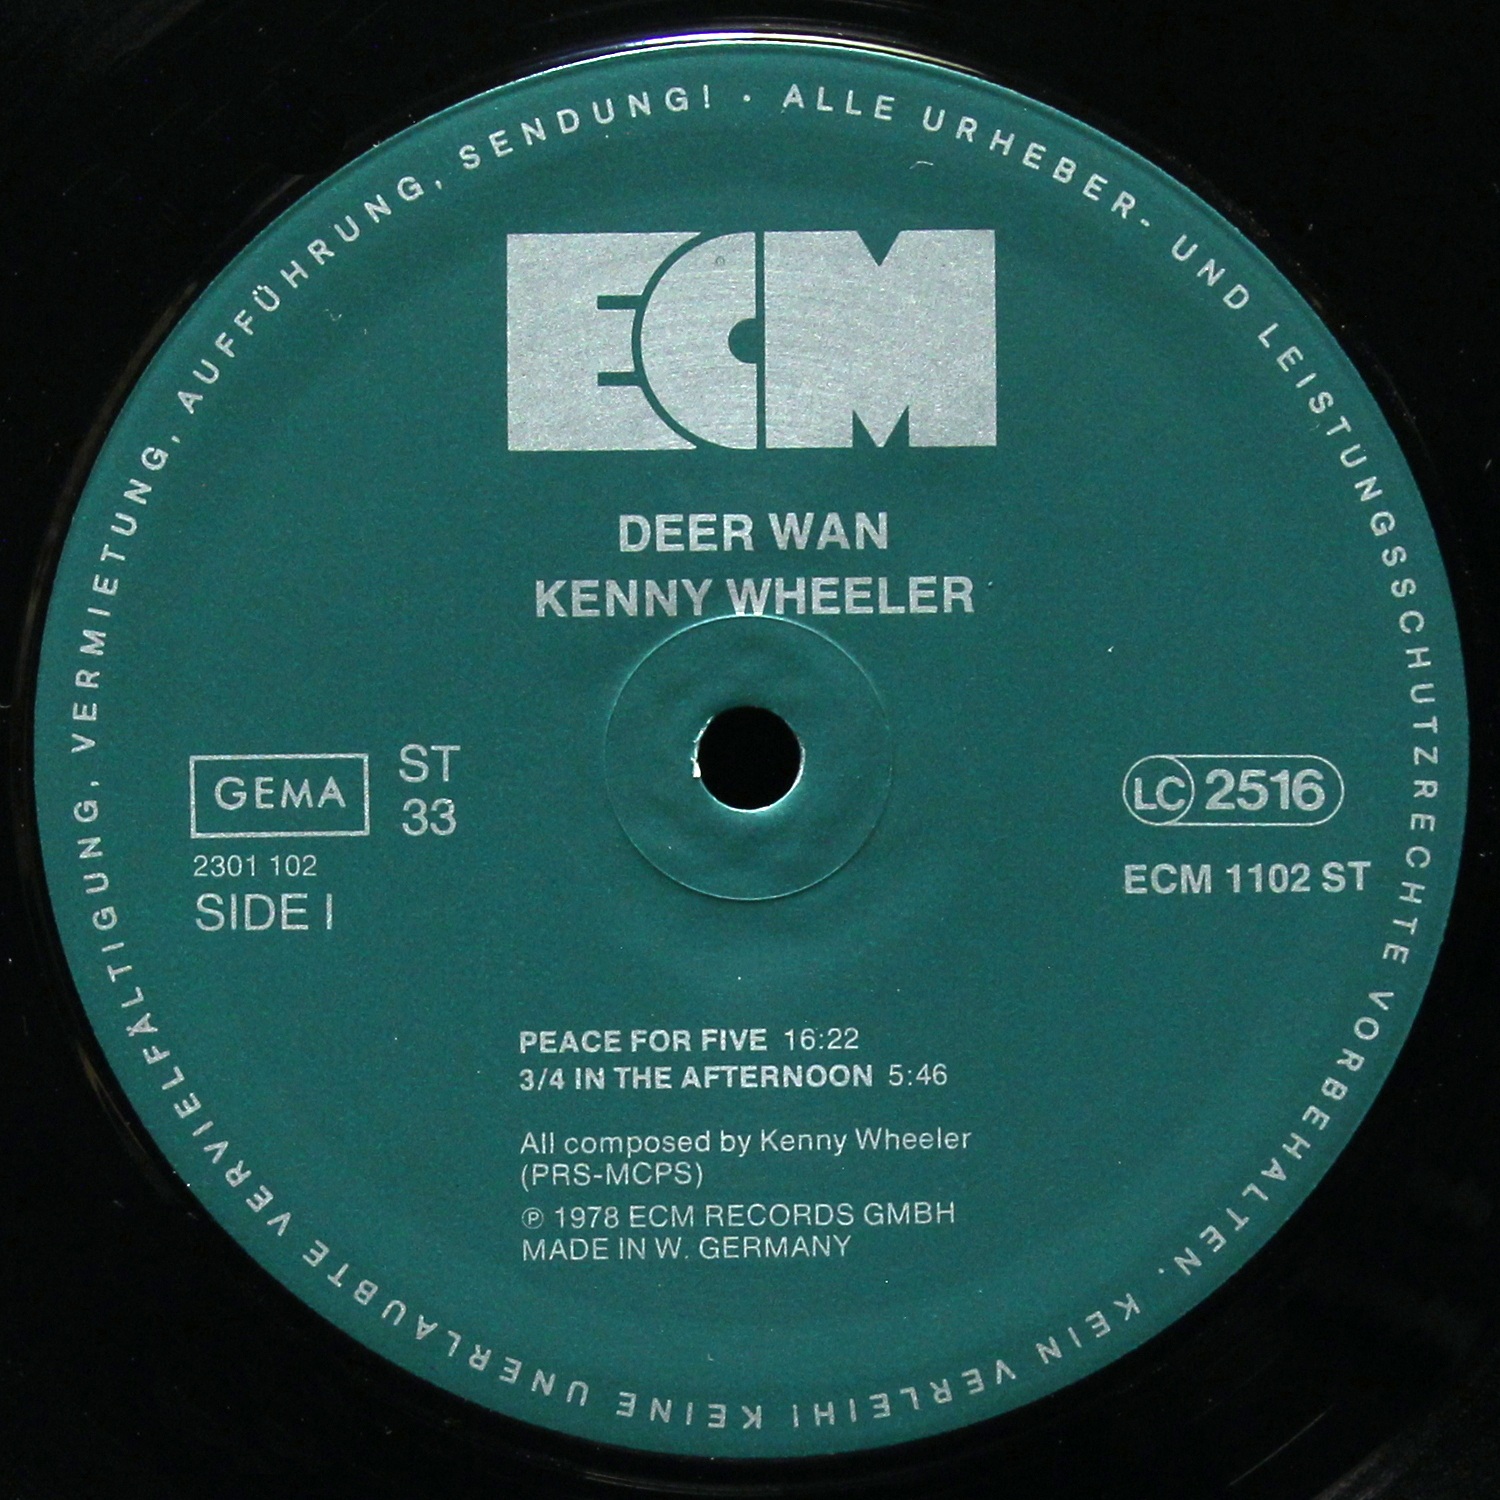 ALLE URHEBER- UND LEISTUNGSSCHUTZRECHTE VORBEHALTEN. KEIN VERLEIH! KEINE UNERLAUBTE VERVIELFÄLTIGUNG, VERMIETUNG, AUFFÜHRUNG, SENDUNG! ·
ECM
DEER WAN
KENNY WHEELER
GEMA
ST
33
2301 102
SIDE I
LC 2516
ECM 1102 ST
PEACE FOR FIVE 16:22
3/4 IN THE AFTERNOON 5:46
All composed by Kenny Wheeler
(PRS-MCPS)
℗ 1978 ECM RECORDS GMBH
MADE IN W. GERMANY